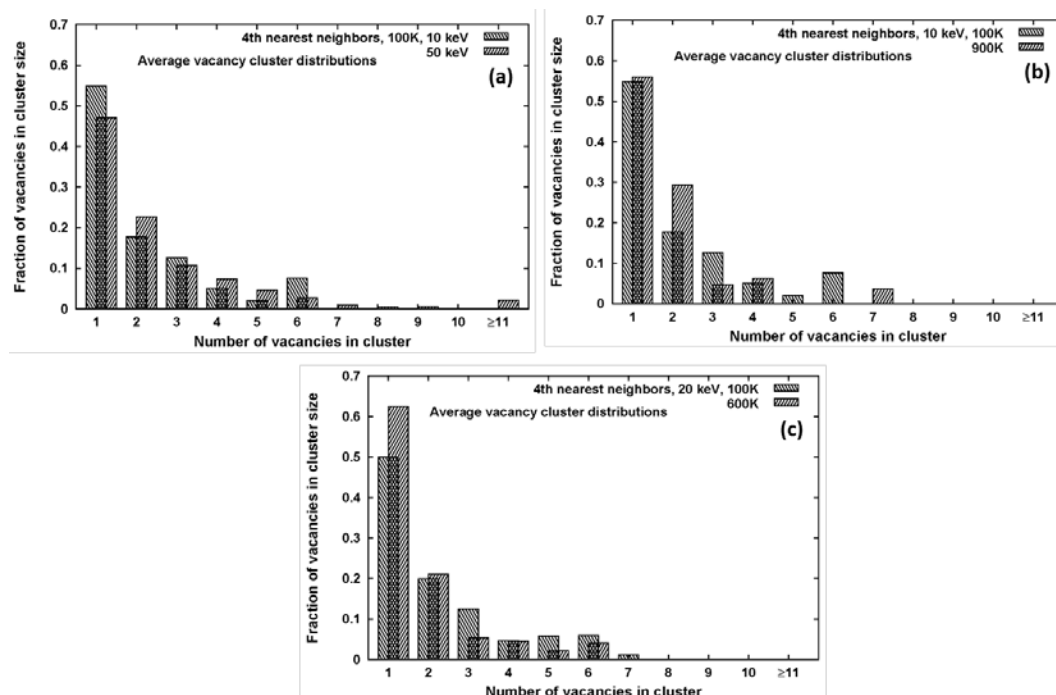 0.7
0.6
0.5
0.4
0.3
0.2
0.1
0
Fraction of vacancies in cluster size
4th nearest neighbors, 100K, 10 keV
50 keV
Average vacancy cluster distributions
(a)
1 2 3 4 5 6 7 8 9 10 ≥11
Number of vacancies in cluster
0.7
0.6
0.5
0.4
0.3
0.2
0.1
0
Fraction of vacancies in cluster size
4th nearest neighbors, 10 keV, 100K
900K
Average vacancy cluster distributions
(b)
1 2 3 4 5 6 7 8 9 10 ≥11
Number of vacancies in cluster
0.7
0.6
0.5
0.4
0.3
0.2
0.1
0
Fraction of vacancies in cluster size
4th nearest neighbors, 20 keV, 100K
600K
Average vacancy cluster distributions
(c)
1 2 3 4 5 6 7 8 9 10 ≥11
Number of vacancies in cluster